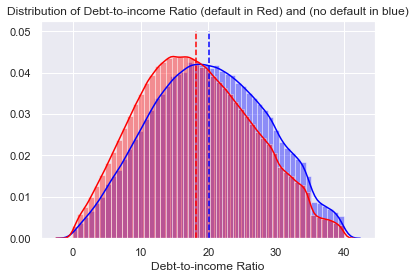 Distribution of Debt-to-income Ratio (default in Red) and (no default in blue)
0.05
0.04
0.03
0.02
0.01
0.00
0 10 20 30 40
Debt-to-income Ratio